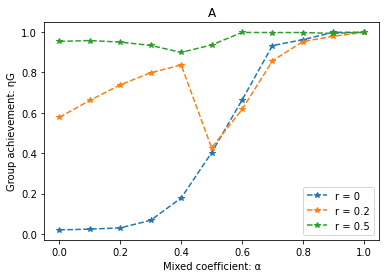 A
Group achievement: ηG
1.0
0.8
0.6
0.4
0.2
0.0
r = 0
r = 0.2
r = 0.5
0.0 0.2 0.4 0.6 0.8 1.0
Mixed coefficient: α